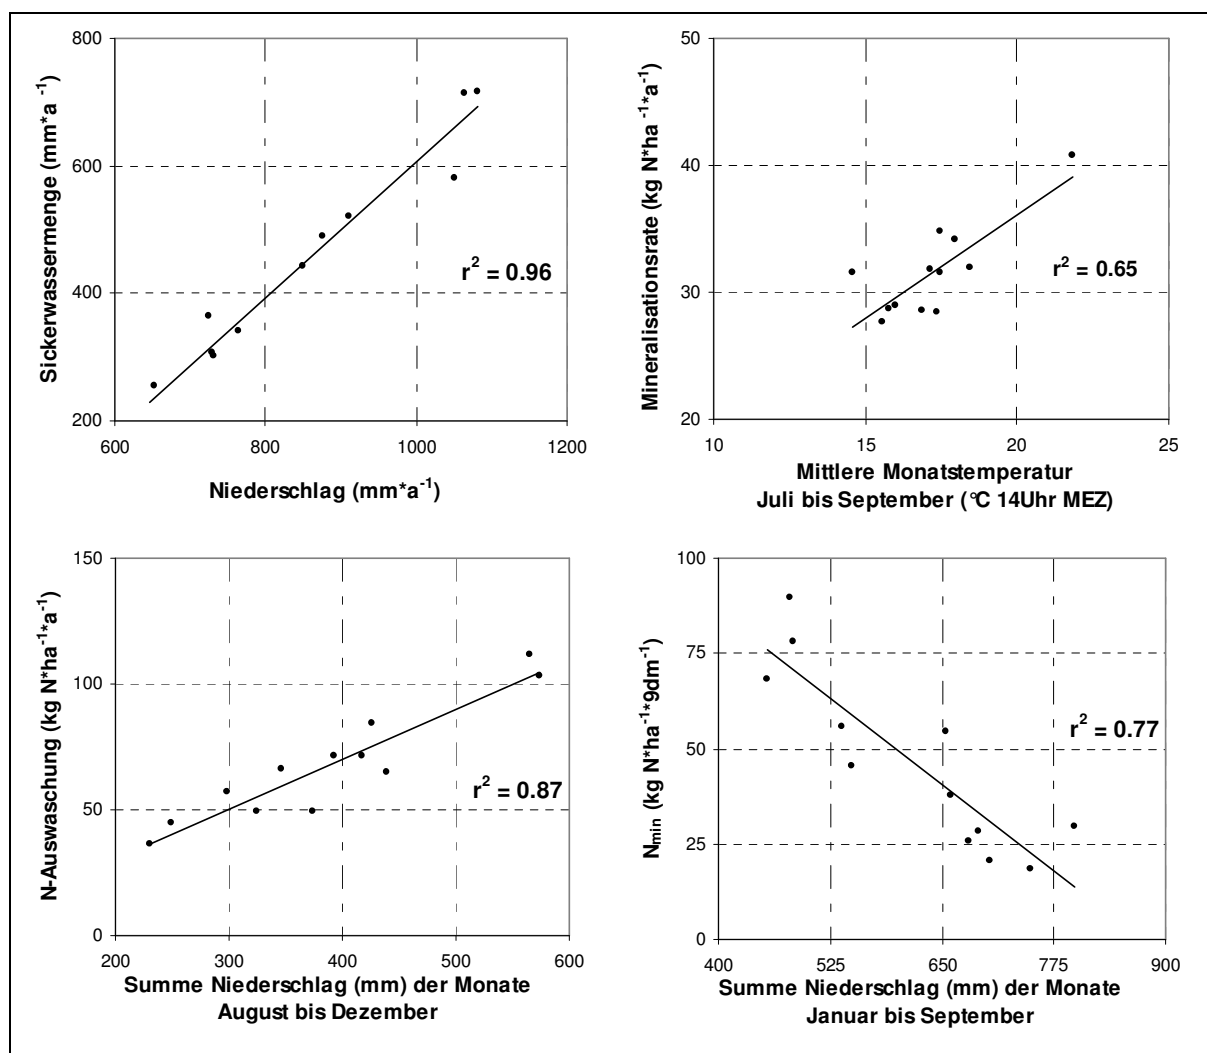 800
600
400
200
600
800
1000
1200
Sickerwassermenge (mm*a⁻¹)
r² = 0.96
Niederschlag (mm*a⁻¹)
50
40
30
20
10
15
20
25
Mineralisationsrate (kg N*ha⁻¹*a⁻¹)
r² = 0.65
Mittlere Monatstemperatur
Juli bis September (°C 14Uhr MEZ)
150
100
50
0
200
300
400
500
600
N-Auswaschung (kg N*ha⁻¹*a⁻¹)
r² = 0.87
Summe Niederschlag (mm) der Monate
August bis Dezember
100
75
50
25
0
400
525
650
775
900
Nmin (kg N*ha⁻¹*9dm⁻¹)
r² = 0.77
Summe Niederschlag (mm) der Monate
Januar bis September